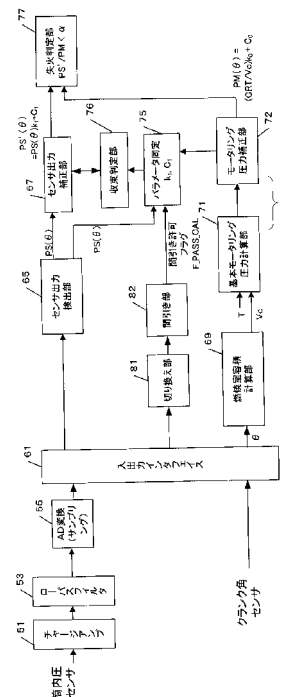 77
失火判定部
PS'/PM<α
PS'(θ)
=PS(θ)k₁+C₁
PM(θ)=
(GRT/Vc)k₀+C₀
67
センサ出力
補正部
76
収束判定部
75
パラメータ同定
k₁, C₁
72
モータリング
圧力補正部
PS(θ)
PS(θ)
間引き許可
フラグ
F_PASS_CAL
71
基本モータリング
圧力計算部
65
センサ出力
検出部
82
間引き部
T
Vc
81
切り換え部
69
燃焼室容積
計算部
θ
61
入出力インタフェイス
55
AD変換
(サンプリ
ング)
53
ローパスフィルタ
51
チャージアンプ
筒内圧
センサ
クランク角
センサ